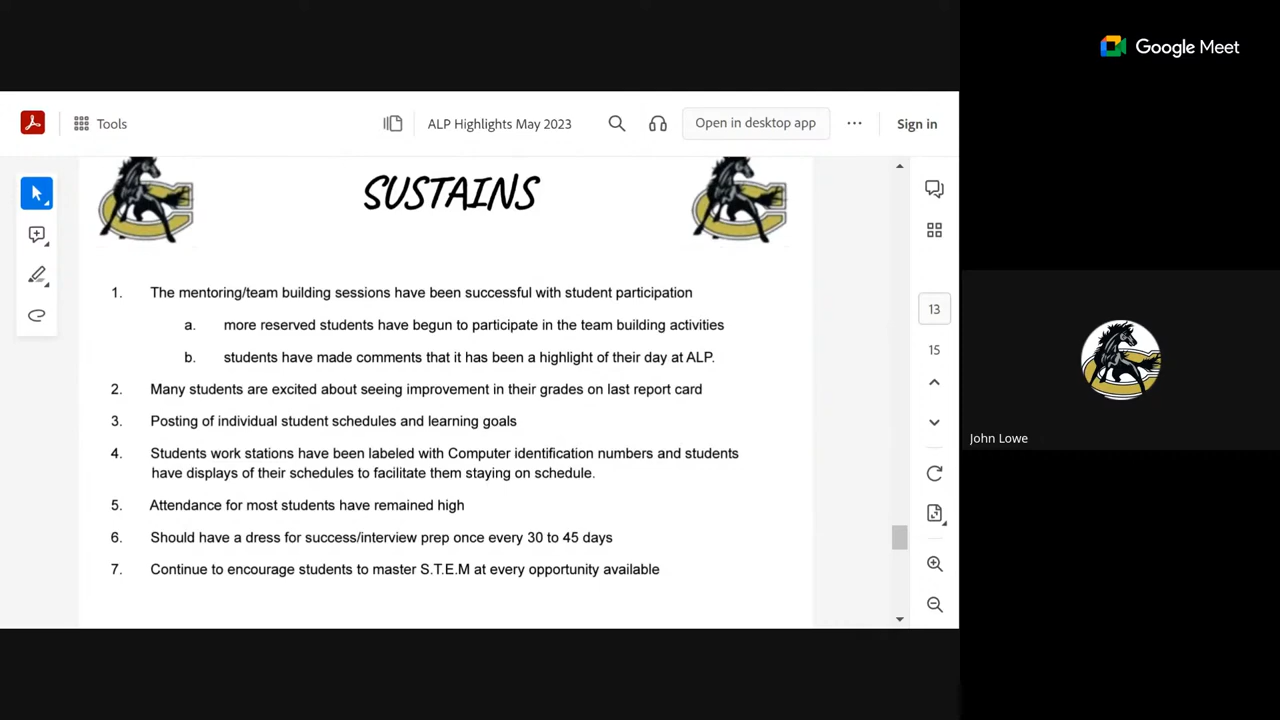 Google Meet
Tools
ALP Highlights May 2023
Open in desktop app
Sign in
SUSTAINS
1. The mentoring/team building sessions have been successful with student participation
a. more reserved students have begun to participate in the team building activities
b. students have made comments that it has been a highlight of their day at ALP.
2. Many students are excited about seeing improvement in their grades on last report card
3. Posting of individual student schedules and learning goals
4. Students work stations have been labeled with Computer identification numbers and students
have displays of their schedules to facilitate them staying on schedule.
5. Attendance for most students have remained high
6. Should have a dress for success/interview prep once every 30 to 45 days
7. Continue to encourage students to master S.T.E.M at every opportunity available
13
15
John Lowe